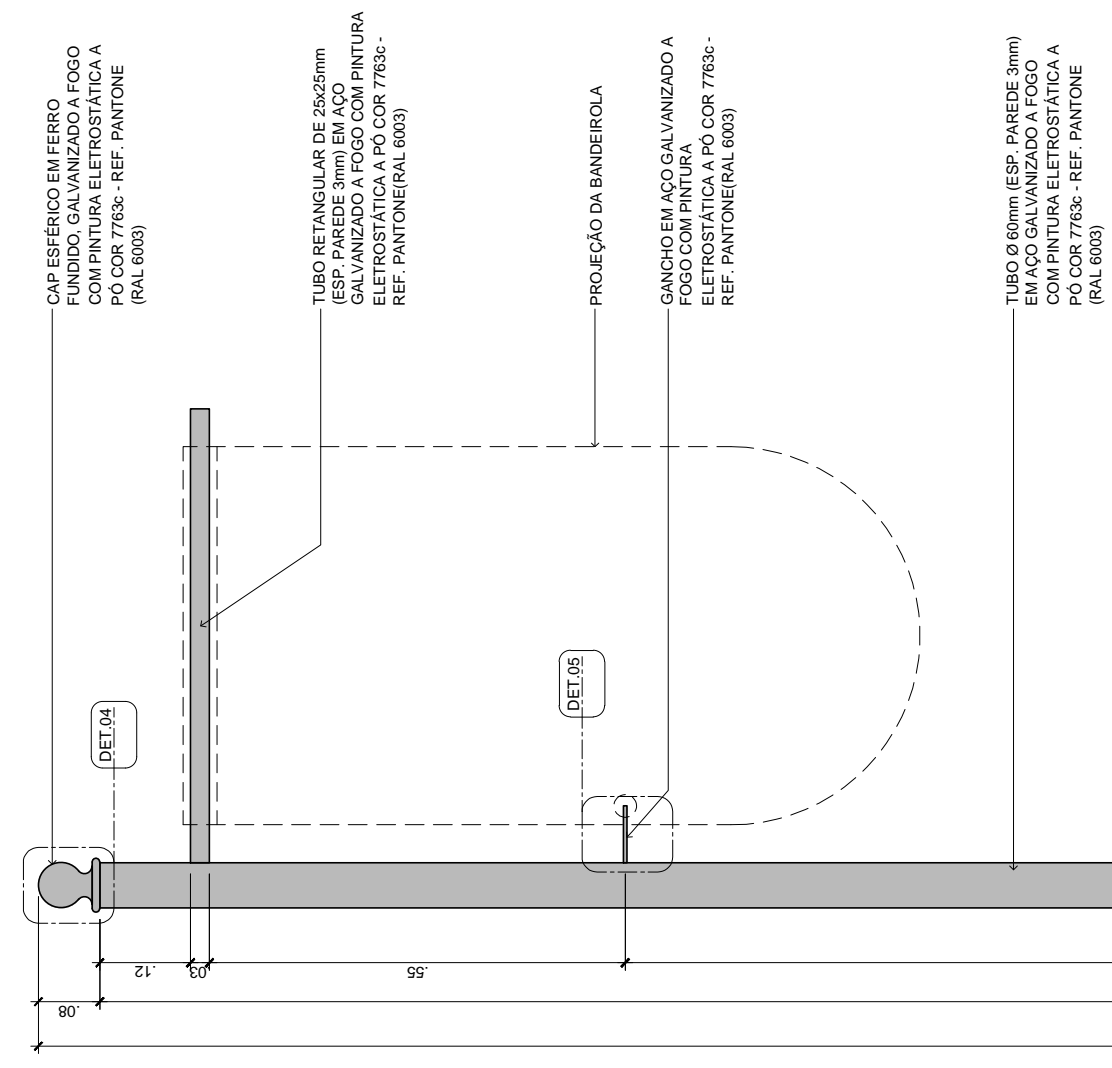 CAP ESFÉRICO EM FERRO
FUNDIDO, GALVANIZADO A FOGO
COM PINTURA ELETROSTÁTICA A
PÓ COR 7763c - REF. PANTONE
(RAL 6003)
TUBO RETANGULAR DE 25x25mm
(ESP. PAREDE 3mm) EM AÇO
GALVANIZADO A FOGO COM PINTURA
ELETROSTÁTICA A PÓ COR 7763c -
REF. PANTONE(RAL 6003)
PROJEÇÃO DA BANDEIROLA
GANCHO EM AÇO GALVANIZADO A
FOGO COM PINTURA
ELETROSTÁTICA A PÓ COR 7763c -
REF. PANTONE(RAL 6003)
TUBO Ø 60mm (ESP. PAREDE 3mm)
EM AÇO GALVANIZADO A FOGO
COM PINTURA ELETROSTÁTICA A
PÓ COR 7763c - REF. PANTONE
(RAL 6003)
DET.04
DET.05
.12
.03
.55
.08